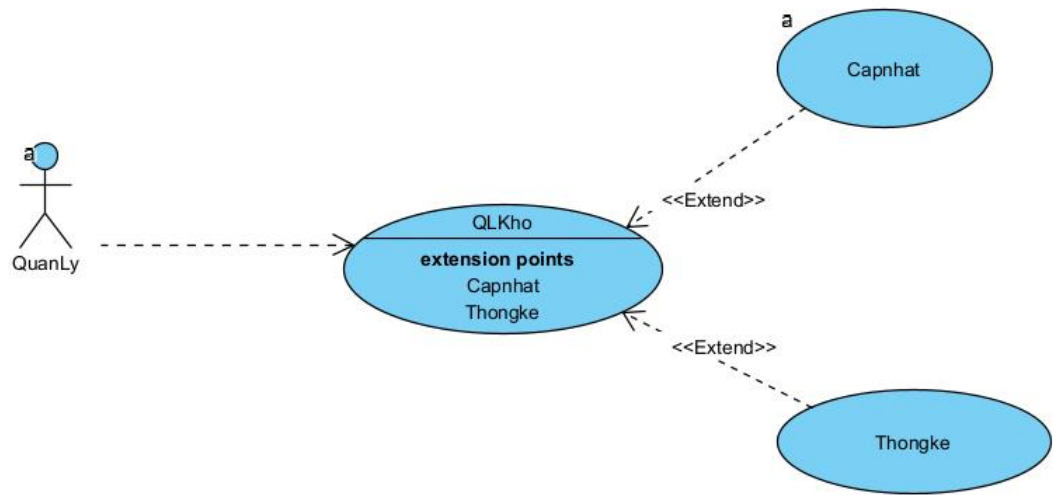 a
Capnhat
a
QuanLy
<<Extend>>
QLKho
extension points
Capnhat
Thongke
<<Extend>>
Thongke